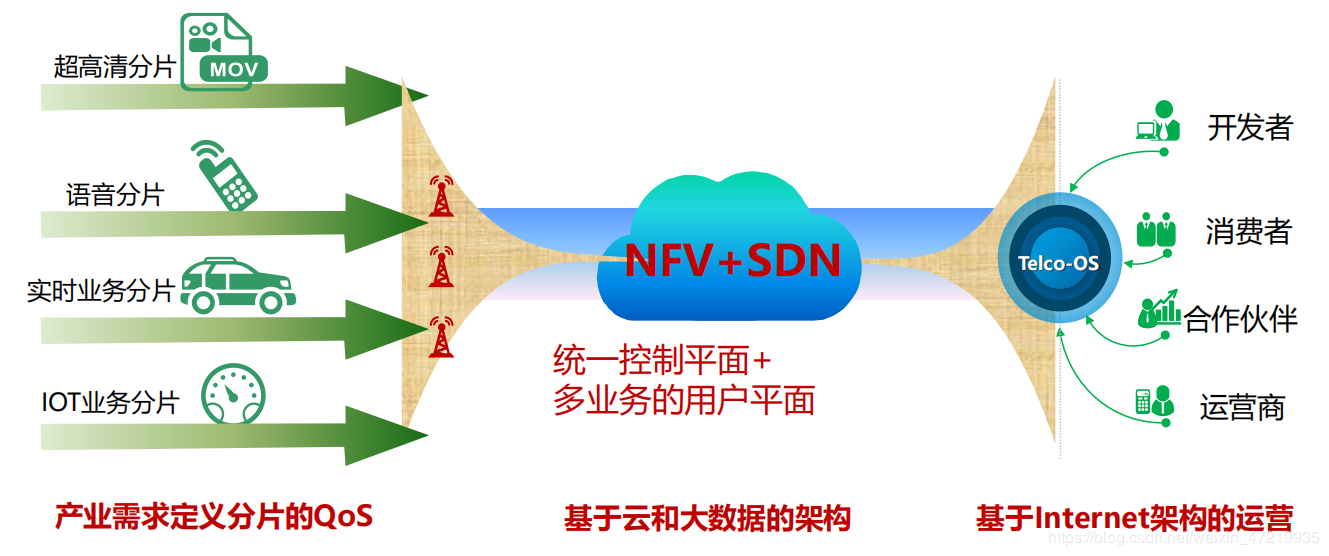 超高清分片
MOV
语音分片
实时业务分片
IOT业务分片
产业需求定义分片的QoS
NFV+SDN
统一控制平面+
多业务的用户平面
基于云和大数据的架构
Telco-OS
开发者
消费者
合作伙伴
运营商
基于Internet架构的运营
https://blog.csdn.net/weixin_47219935